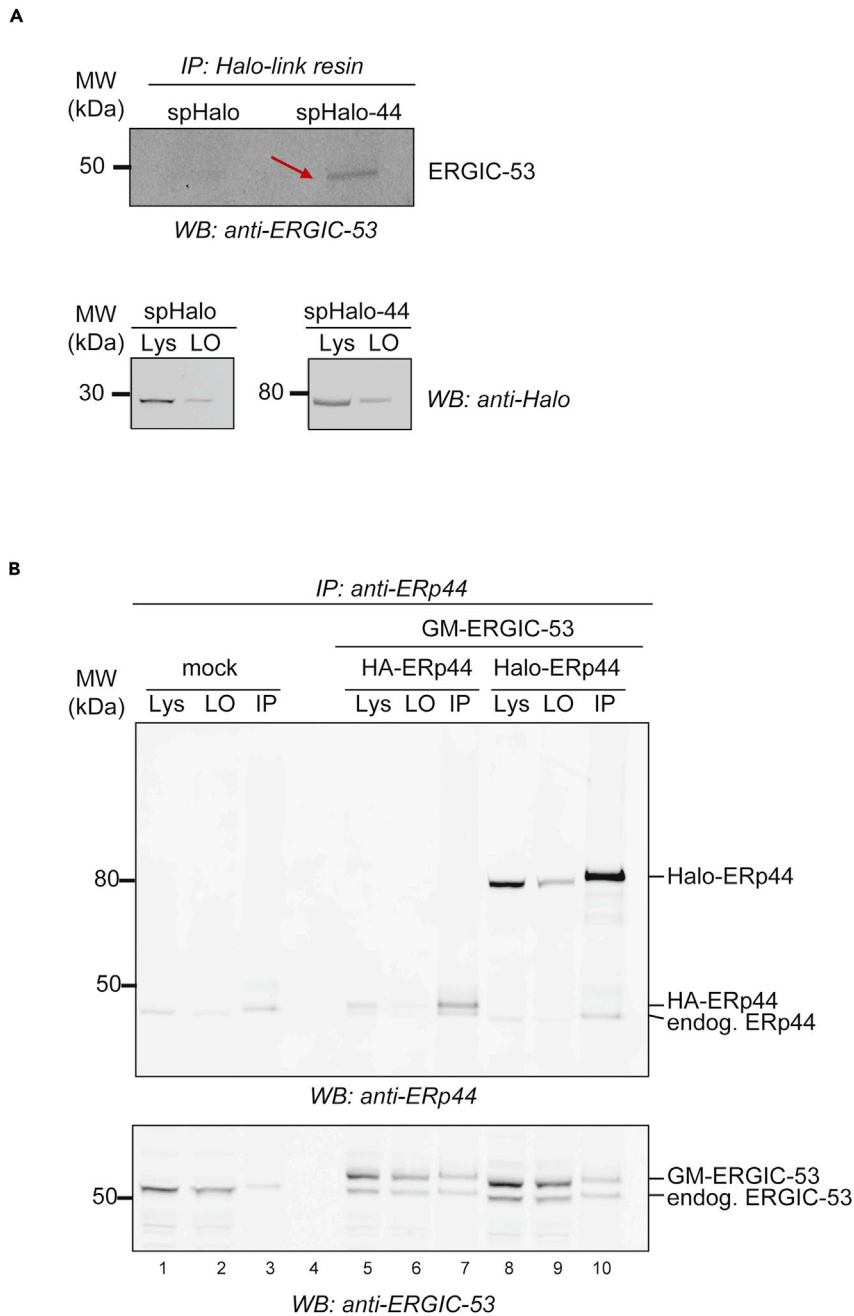 A
IP: Halo-link resin
MW
(kDa)
spHalo spHalo-44
50
ERGIC-53
WB: anti-ERGIC-53
MW
(kDa)
spHalo spHalo-44
Lys LO Lys LO
30 80
WB: anti-Halo
B
IP: anti-ERp44
GM-ERGIC-53
mock HA-ERp44 Halo-ERp44
MW
(kDa)
Lys LO IP Lys LO IP Lys LO IP
80
Halo-ERp44
50
HA-ERp44
endog. ERp44
WB: anti-ERp44
GM-ERGIC-53
50
endog. ERGIC-53
1 2 3 4 5 6 7 8 9 10
WB: anti-ERGIC-53